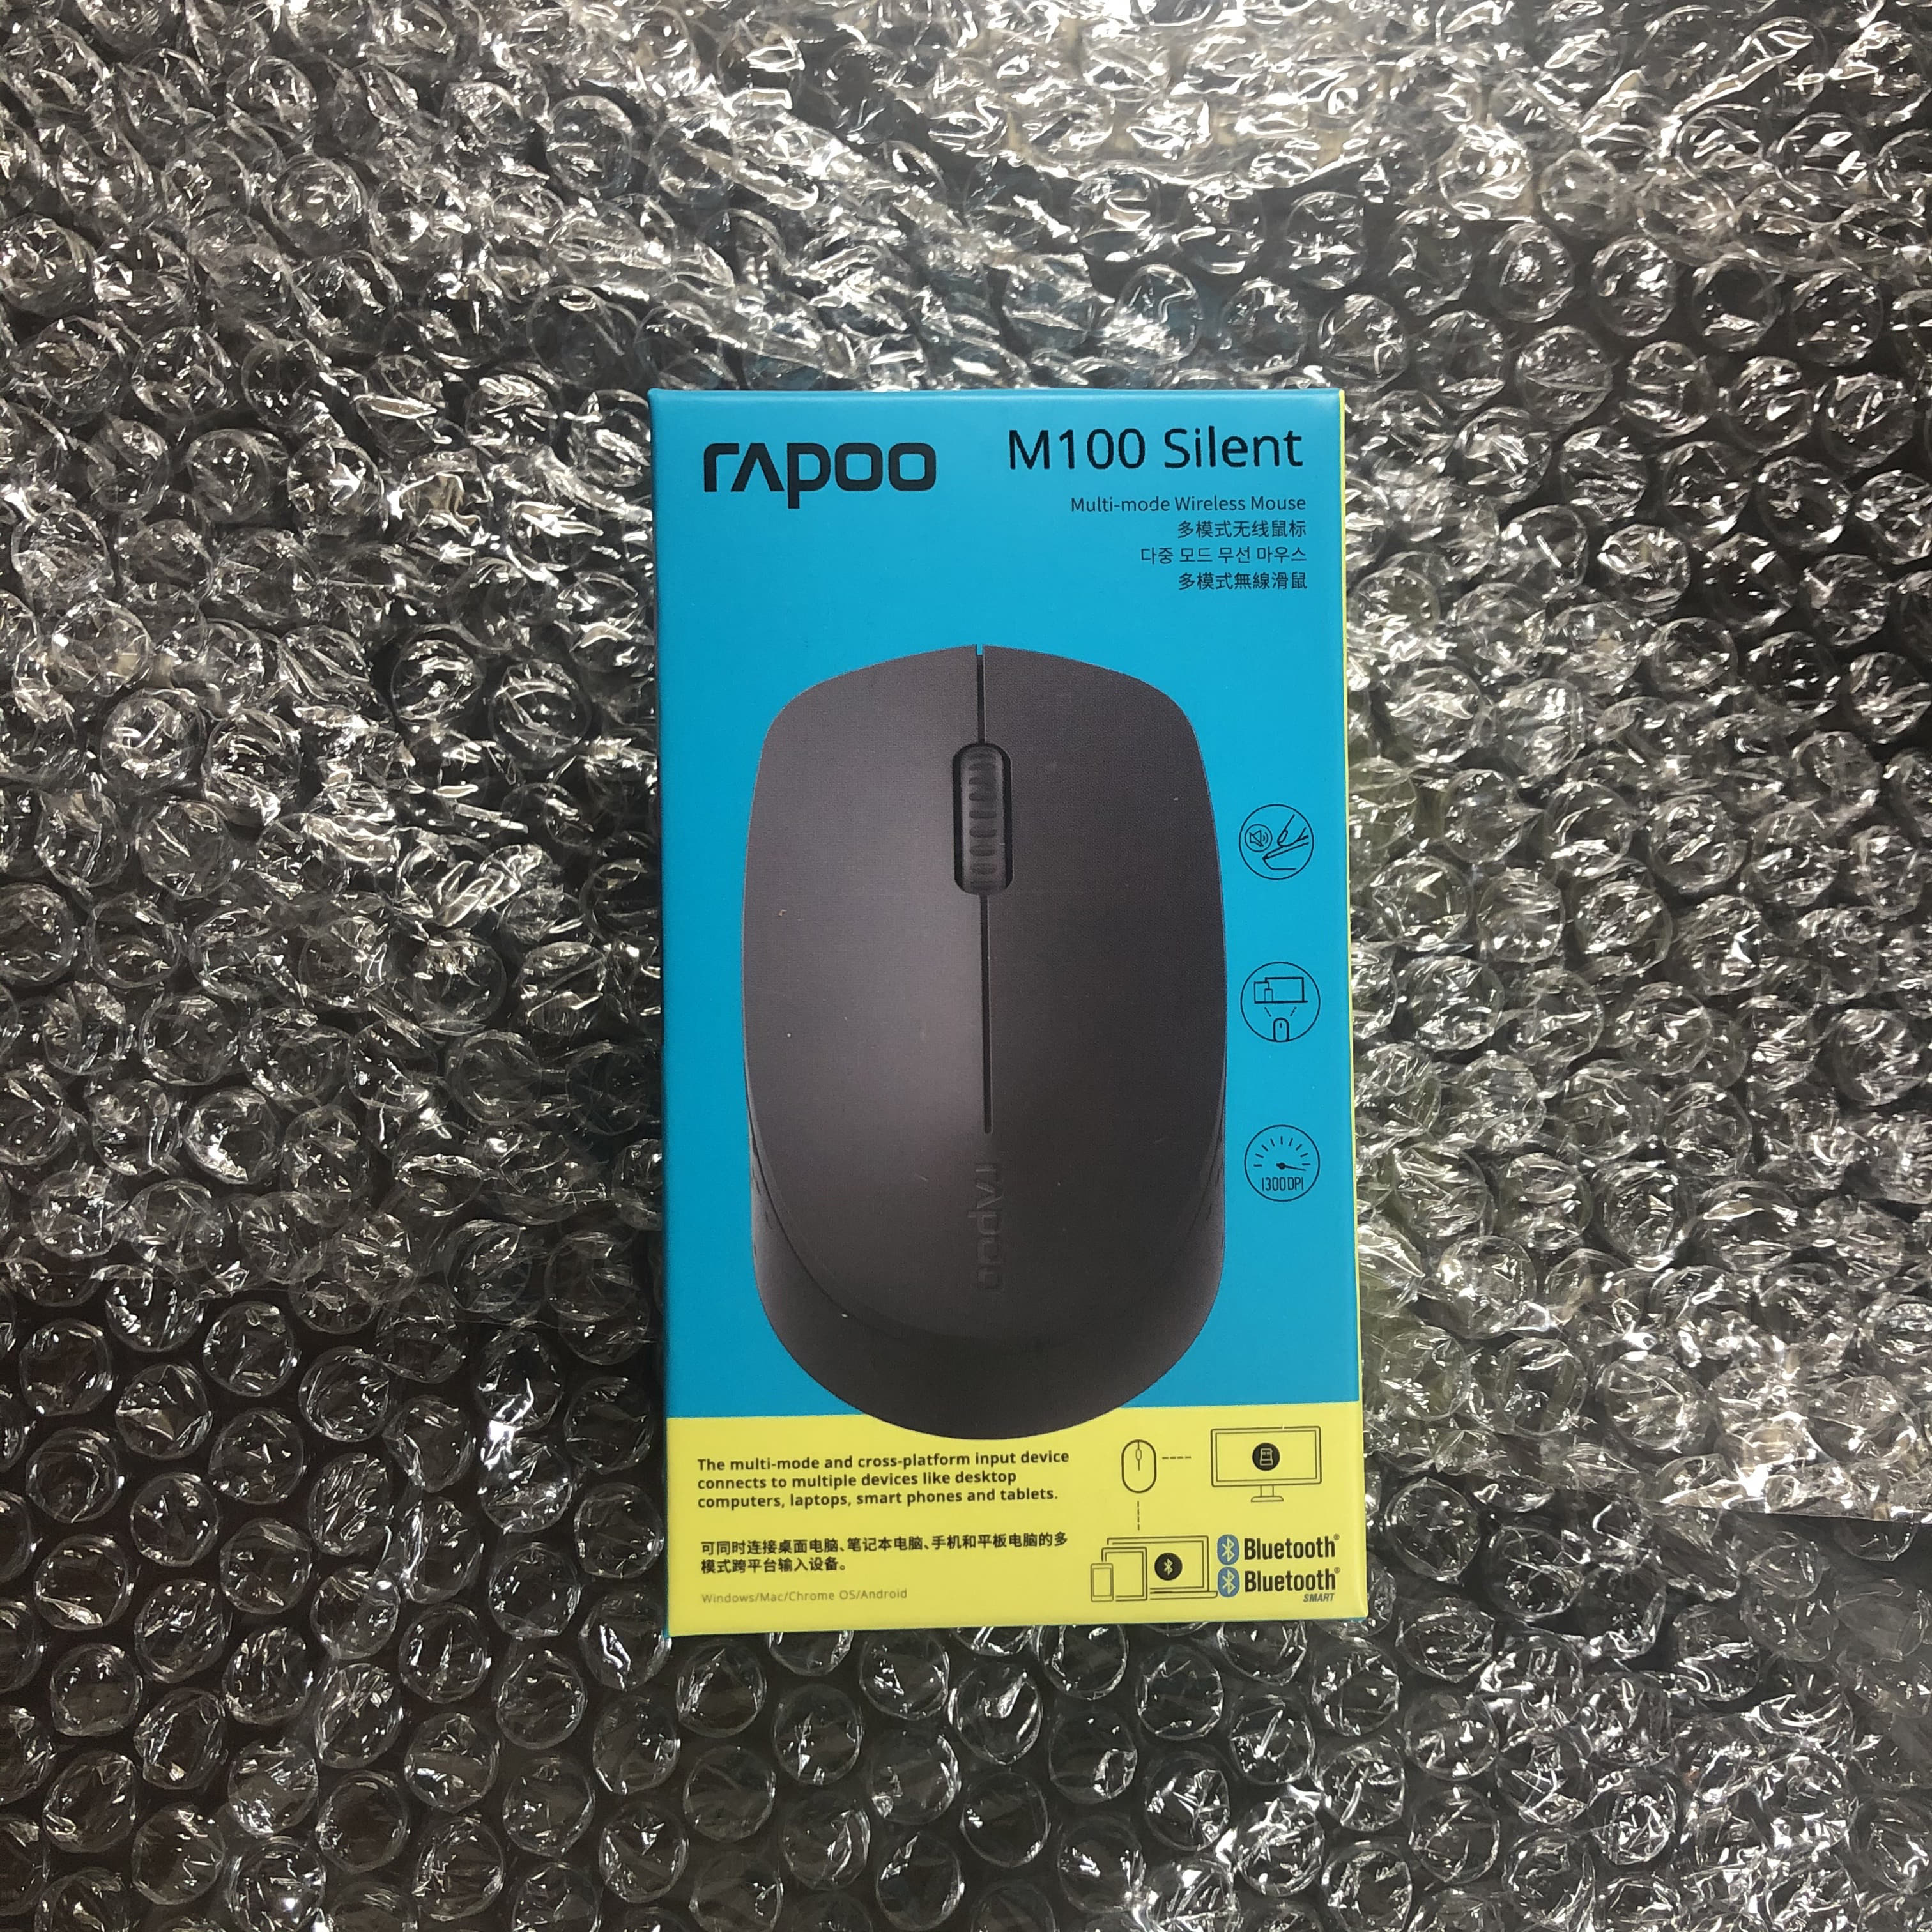 rapoo
M100 Silent
Multi-mode Wireless Mouse
多模式无线鼠标
다중 모드 무선 마우스
多模式無線滑鼠
1300DPI
rapoo
The multi-mode and cross-platform input device
connects to multiple devices like desktop
computers, laptops, smart phones and tablets.
可同时连接桌面电脑、笔记本电脑、手机和平板电脑的多
模式跨平台输入设备。
Windows/Mac/Chrome OS/Android
Bluetooth®
Bluetooth®
SMART